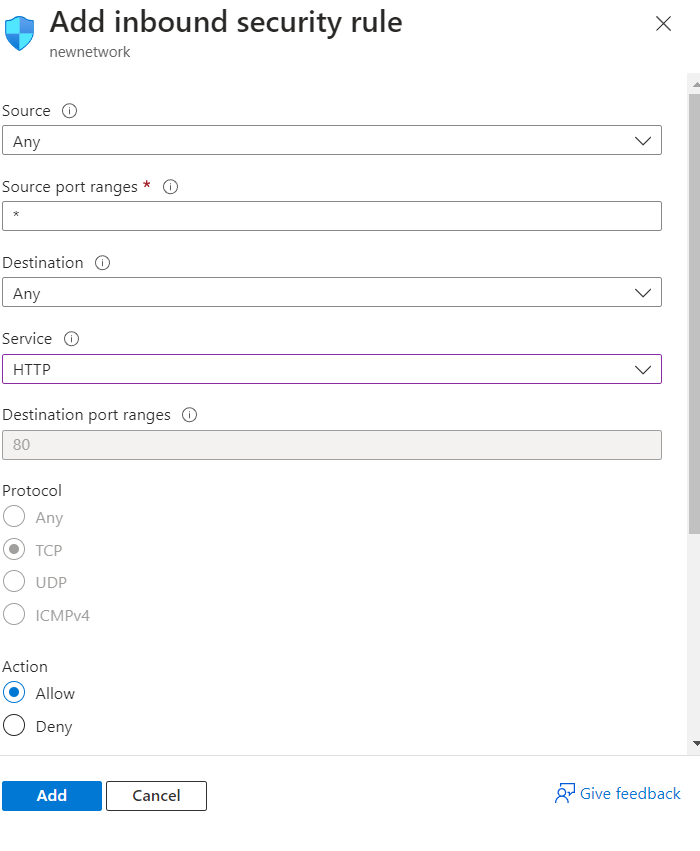 Add inbound security rule
newnetwork
Source
Any
Source port ranges *
*
Destination
Any
Service
HTTP
Destination port ranges
80
Protocol
Any
TCP
UDP
ICMPv4
Action
Allow
Deny
Add Cancel Give feedback